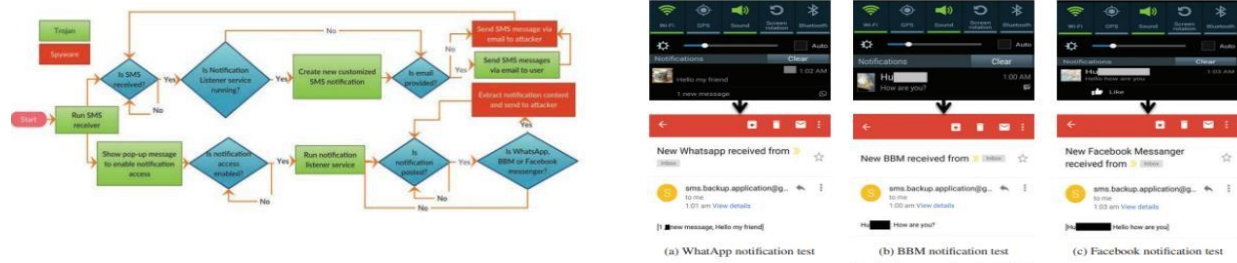 Trojan
Spyware
Start
Run SMS
receiver
Is SMS
received?
Yes
No
Is Notification
Listener service
running?
Yes
No
Create new customized
SMS notification
Is email
provided?
No
Yes
Send SMS message via
email to attacker
Send SMS messages
via email to user
Show pop-up message
to enable notification
access
Is notification
access
enabled?
Yes
No
Run notification
listener service
Is
notification
posted?
Yes
No
Is WhatsApp,
BBM or Facebook
messenger?
Yes
No
Extract notification content
and send to attacker
Wi-Fi GPS Sound Screen rotation Bluetooth
Auto
Notifications Clear
1:02 AM
Hello my friend
1 new message
New Whatsapp received from
Inbox
S
sms.backup.application@g...
to me
1:01 am View details
[1 new message, Hello my friend]
(a) WhatApp notification test
Wi-Fi GPS Sound Screen rotation Bluetooth
Auto
Notifications Clear
Hu 1:00 AM
How are you?
New BBM received from Inbox
S
sms.backup.application@g...
to me
1:00 am View details
Hu How are you?
(b) BBM notification test
Wi-Fi GPS Sound Screen rotation Bluetooth
Auto
Notifications Clear
Hu 1:03 AM
Hello how are you
Like
New Facebook Messanger
received from Inbox
S
sms.backup.application@g...
to me
1:03 am View details
[Hu Hello how are you]
(c) Facebook notification test